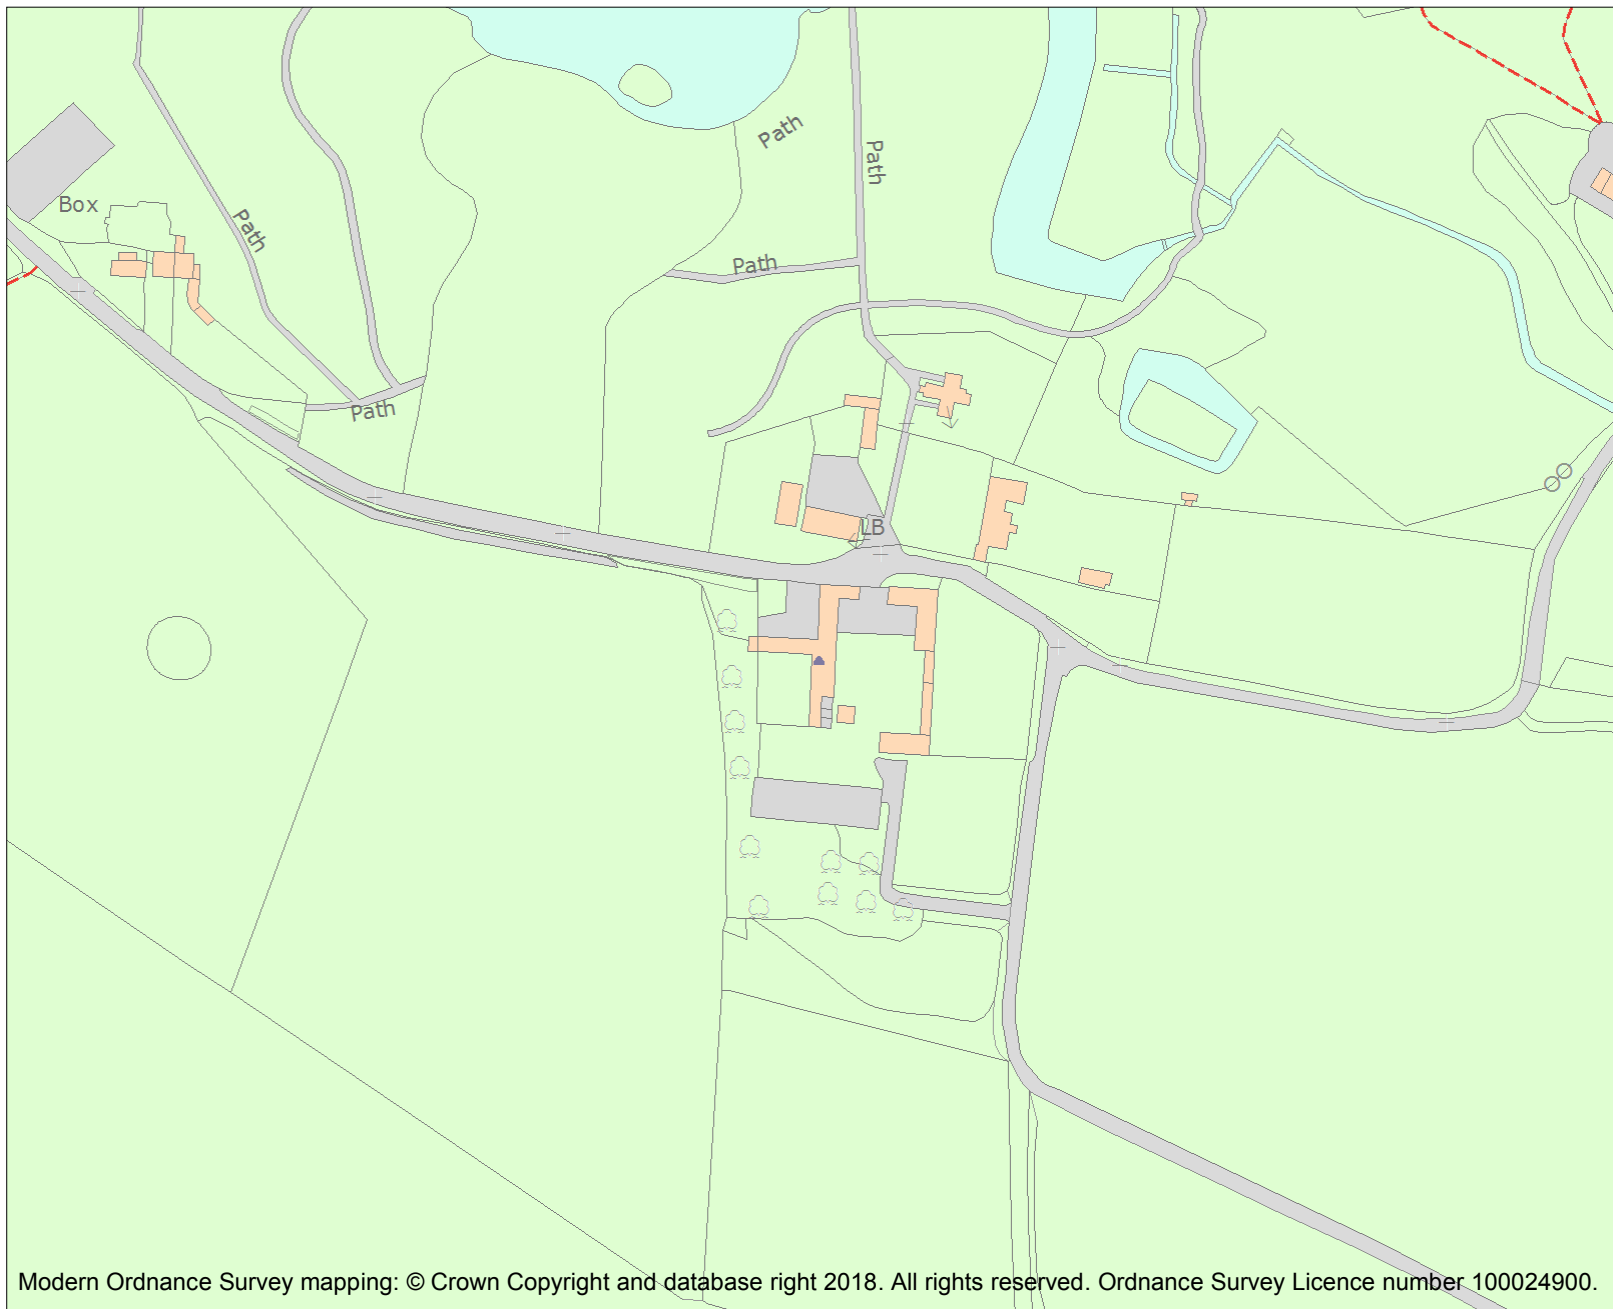 Path
Path
Box
Path
Path
Path
LB
Modern Ordnance Survey mapping: © Crown Copyright and database right 2018. All rights reserved. Ordnance Survey Licence number 100024900.